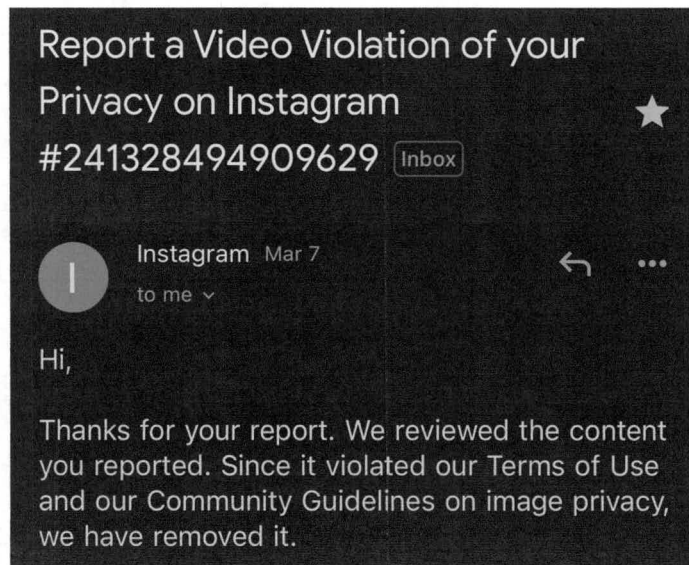 Report a Video Violation of your
Privacy on Instagram
#241328494909629 Inbox
I
Instagram Mar 7
to me
Hi,
Thanks for your report. We reviewed the content
you reported. Since it violated our Terms of Use
and our Community Guidelines on image privacy,
we have removed it.